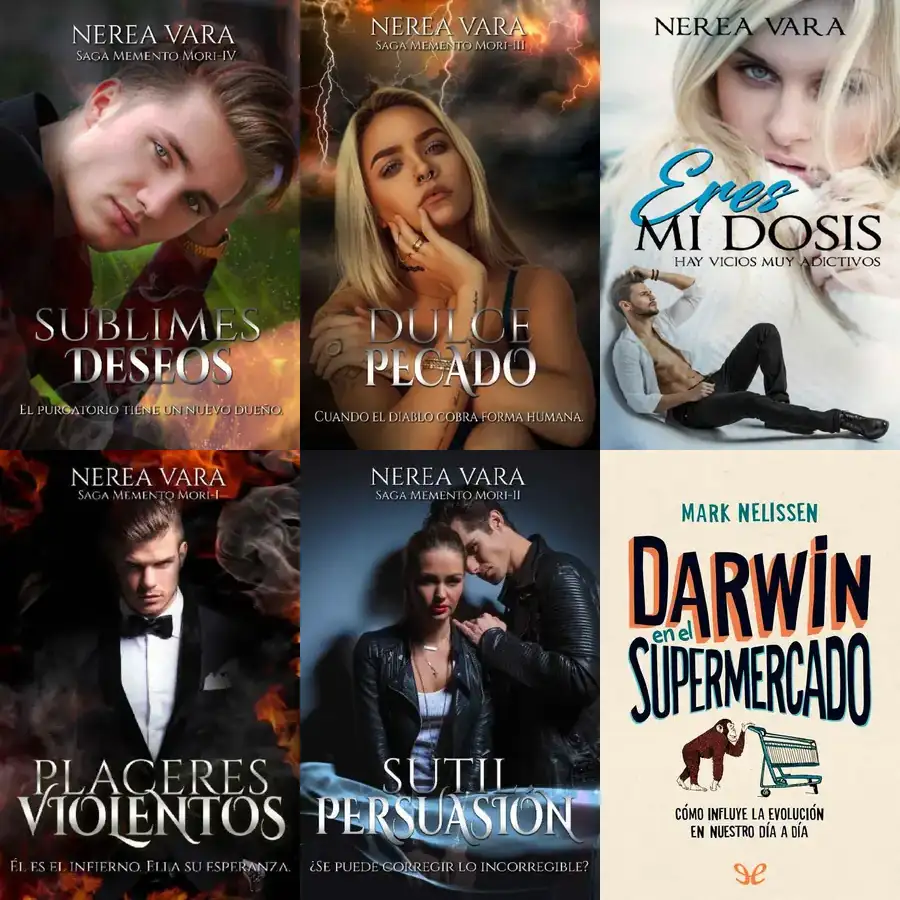 NEREA VARA
SAGA MEMENTO MORI-IV
SUBLIMES
DESEOS
EL PURGATORIO TIENE UN NUEVO DUEÑO.
NEREA VARA
SAGA MEMENTO MORI-III
DULCE
PECADO
CUANDO EL DIABLO COBRA FORMA HUMANA.
NEREA VARA
Eres
MI DOSIS
HAY VICIOS MUY ADICTIVOS
NEREA VARA
SAGA MEMENTO MORI-I
PLACERES
VIOLENTOS
ÉL ES EL INFIERNO. ELLA SU ESPERANZA.
NEREA VARA
SAGA MEMENTO MORI-II
SUTÍL
PERSUASIÓN
¿SE PUEDE CORREGIR LO INCORREGIBLE?
MARK NELISSEN
DARWiN
en el
SUPERMERCADO
CÓMO INFLUYE LA EVOLUCIÓN
EN NUESTRO DÍA A DÍA